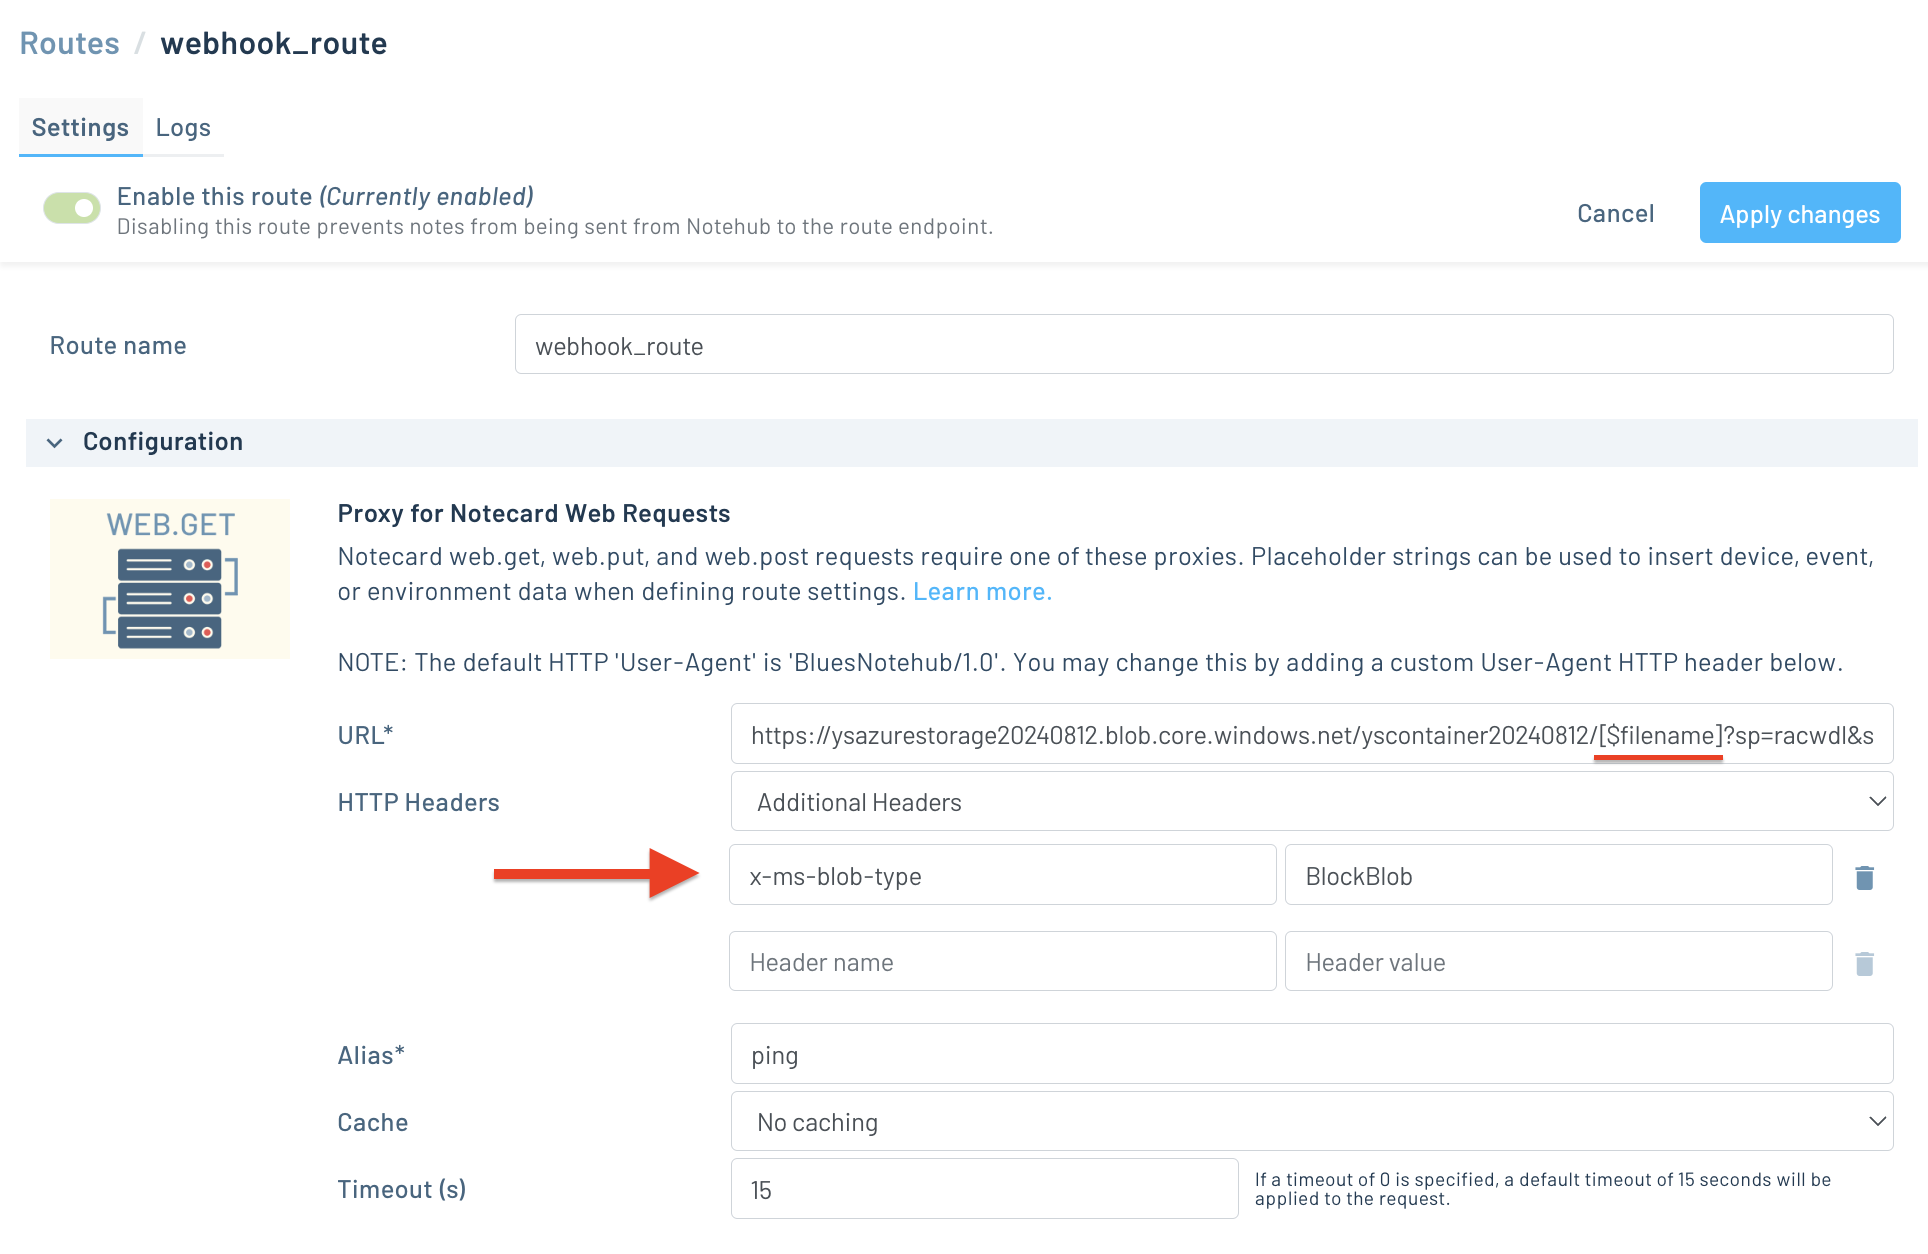 Routes / webhook_route
Settings Logs
Enable this route (Currently enabled)
Disabling this route prevents notes from being sent from Notehub to the route endpoint.
Cancel Apply changes
Route name webhook_route
Configuration
WEB.GET
Proxy for Notecard Web Requests
Notecard web.get, web.put, and web.post requests require one of these proxies. Placeholder strings can be used to insert device, event,
or environment data when defining route settings. Learn more.
NOTE: The default HTTP 'User-Agent' is 'BluesNotehub/1.0'. You may change this by adding a custom User-Agent HTTP header below.
URL* https://ysazurestorage20240812.blob.core.windows.net/yscontainer20240812/[$filename]?sp=racwdl&s
HTTP Headers Additional Headers
x-ms-blob-type BlockBlob
Header name Header value
Alias* ping
Cache No caching
Timeout (s) 15
If a timeout of 0 is specified, a default timeout of 15 seconds will be
applied to the request.